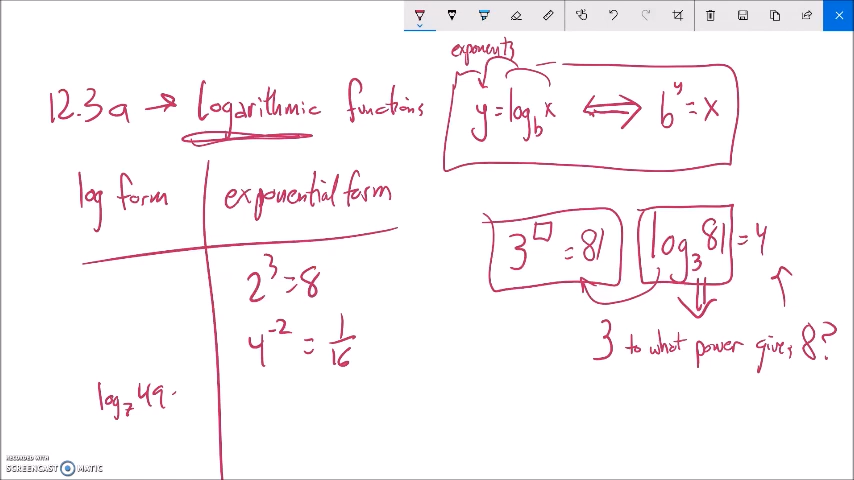 exponents
12.3a → Logarithmic functions
y = log_b x ⟺ b^y = x
log form
exponential form
3^□ = 81
log_3 81 = 4
2^3 = 8
4^-2 = 1/16
3 to what power gives 8?
log_7 49
RECORDED WITH
SCREENCAST MATIC